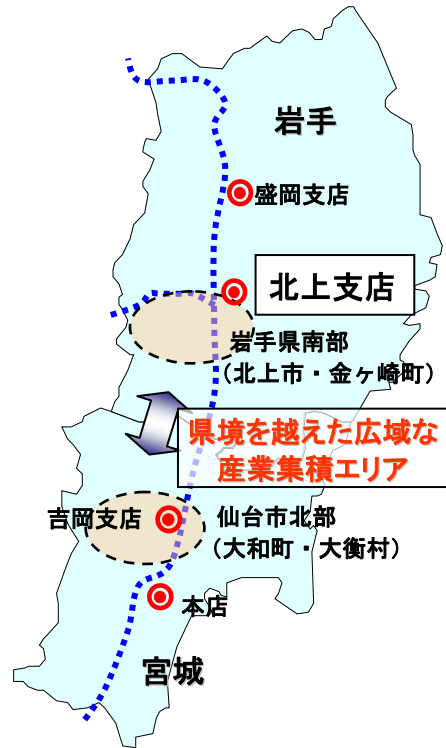 岩手
盛岡支店
北上支店
岩手県南部
（北上市・金ヶ崎町）
県境を越えた広域な
産業集積エリア
吉岡支店
仙台市北部
（大和町・大衡村）
本店
宮城